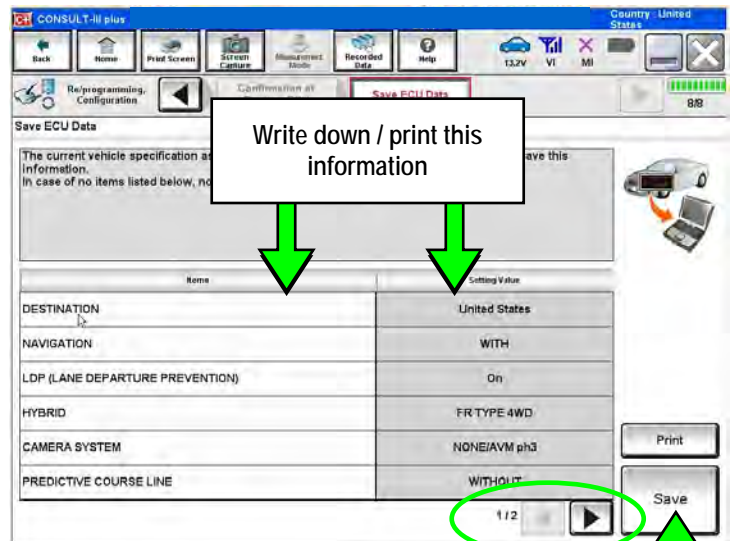 CONSULT-III plus
Country : United States
Back
Home
Print Screen
Screen Capture
Measurement Mode
Recorded Data
Help
13.2V
VI
MI
Re/programming, Configuration
Confirmation of
Save ECU Data
8/8
Save ECU Data
The current vehicle specification as
ave this
information.
In case of no items listed below, no
Write down / print this
information
Name
Setting Value
DESTINATION
United States
NAVIGATION
WITH
LDP (LANE DEPARTURE PREVENTION)
On
HYBRID
FR TYPE 4WD
CAMERA SYSTEM
NONE/AVM ph3
PREDICTIVE COURSE LINE
WITHOUT
Print
Save
1/2